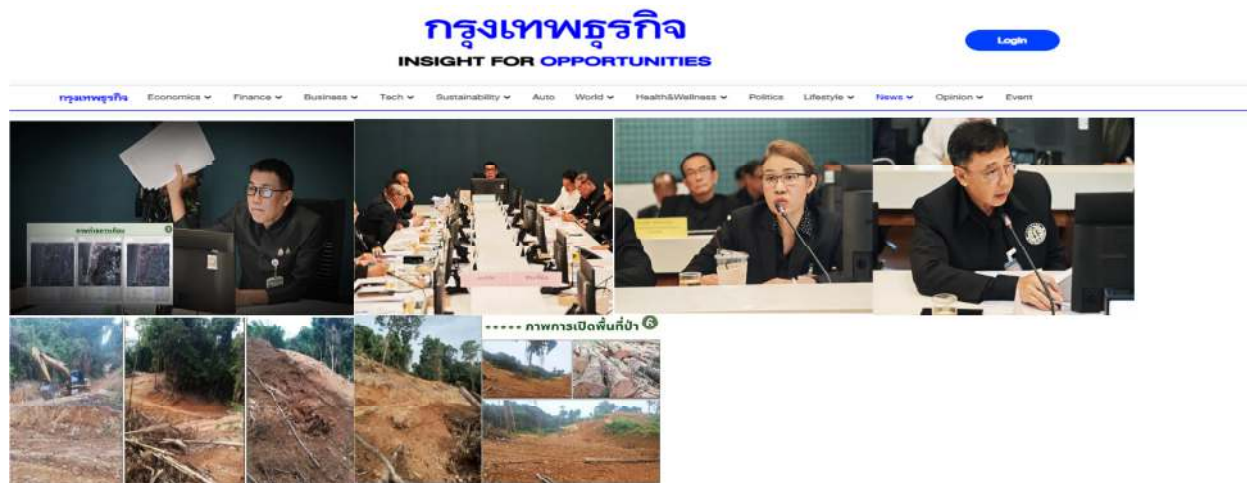 กรุงเทพธุรกิจ
INSIGHT FOR OPPORTUNITIES
Login
กรุงเทพธุรกิจ Economics Finance Business Tech Sustainability Auto World Health&Wellness Politics Lifestyle News Opinion Event
----- ภาพการเปิดพื้นที่ป่า